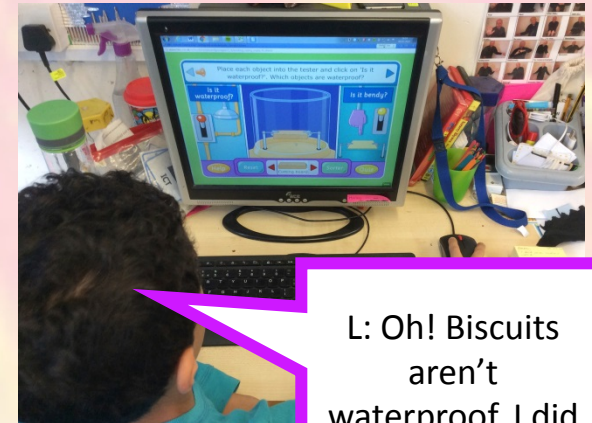 Place each object into the tester and click on 'Is it
waterproof?'. Which objects are waterproof?
Is it
waterproof?
Is it bendy?
L: Oh! Biscuits
aren't
waterproof. I did